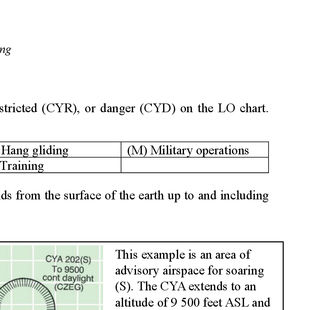 ng
stricted (CYR), or danger (CYD) on the LO chart.
Hang gliding (M) Military operations
Training
ds from the surface of the earth up to and including
CYA 202(S)
To 9500
cont daylight
(CZEG)
This example is an area of
advisory airspace for soaring
(S). The CYA extends to an
altitude of 9 500 feet ASL and